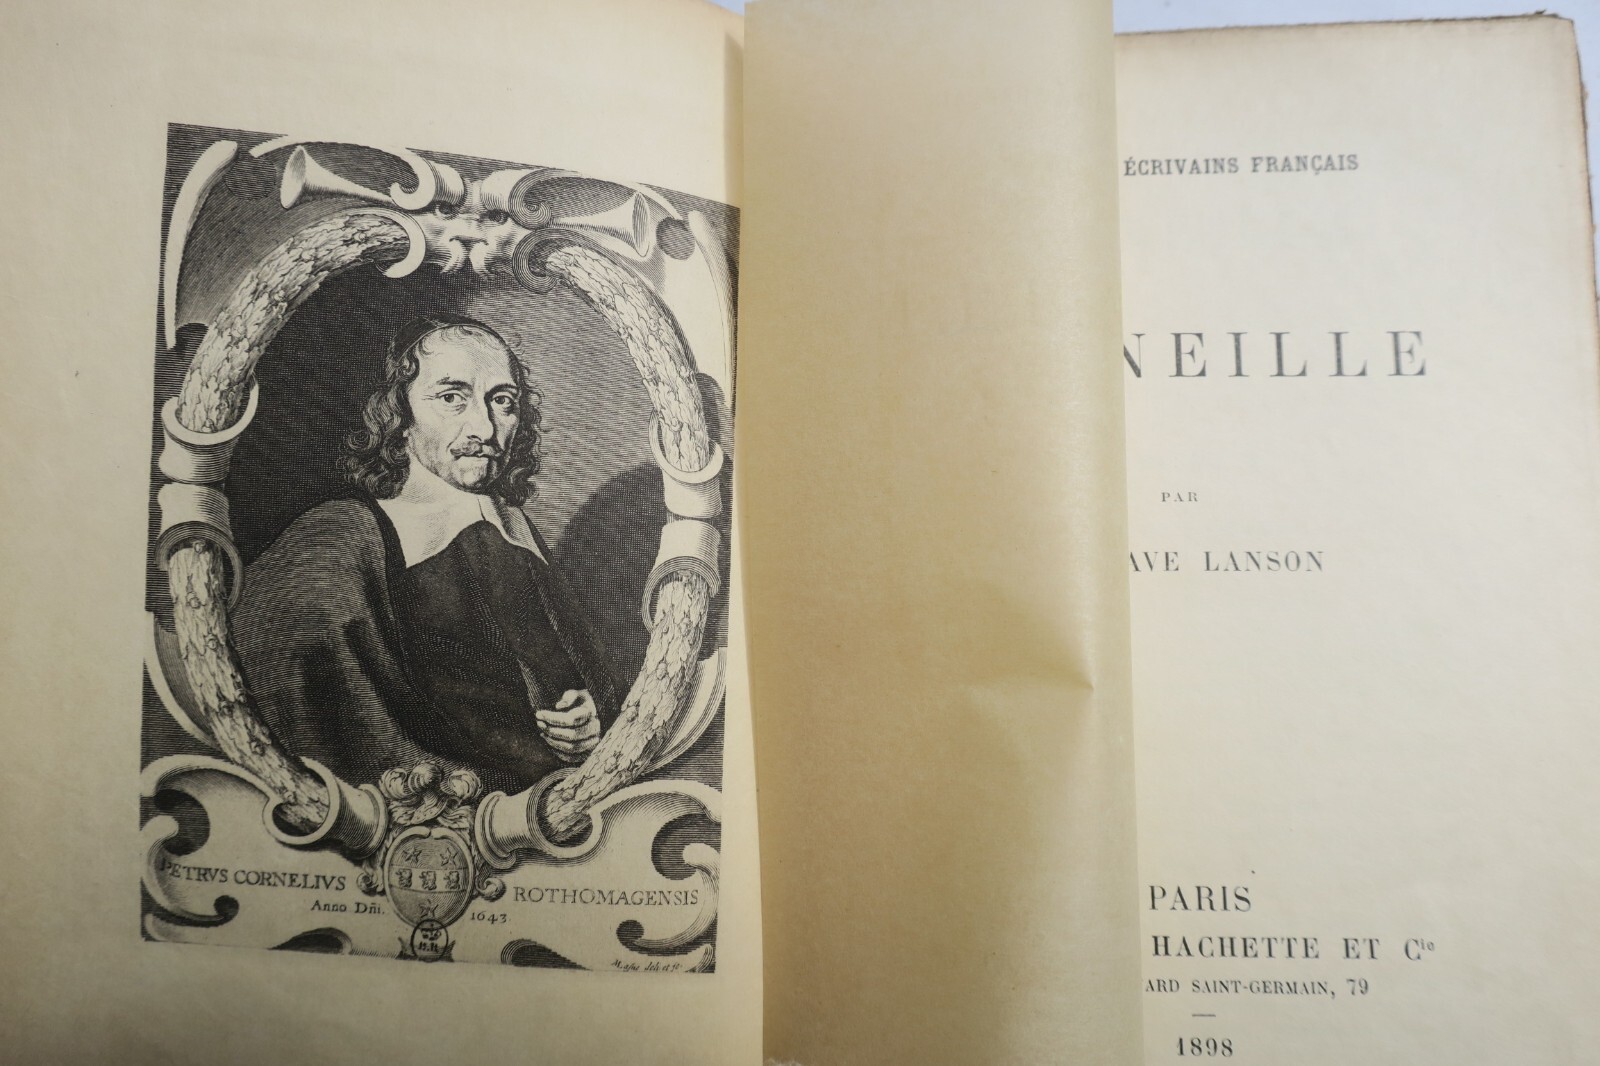 PETRVS CORNELIVS
ROTHOMAGENSIS
Anno Dñi.
1643.
ÉCRIVAINS FRANÇAIS
NEILLE
PAR
AVE LANSON
PARIS
HACHETTE ET Cie
ARD SAINT-GERMAIN, 79
1898